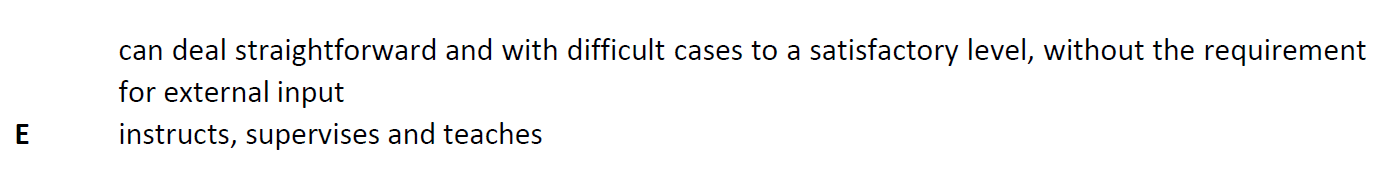 can deal straightforward and with difficult cases to a satisfactory level, without the requirement
for external input
E instructs, supervises and teaches